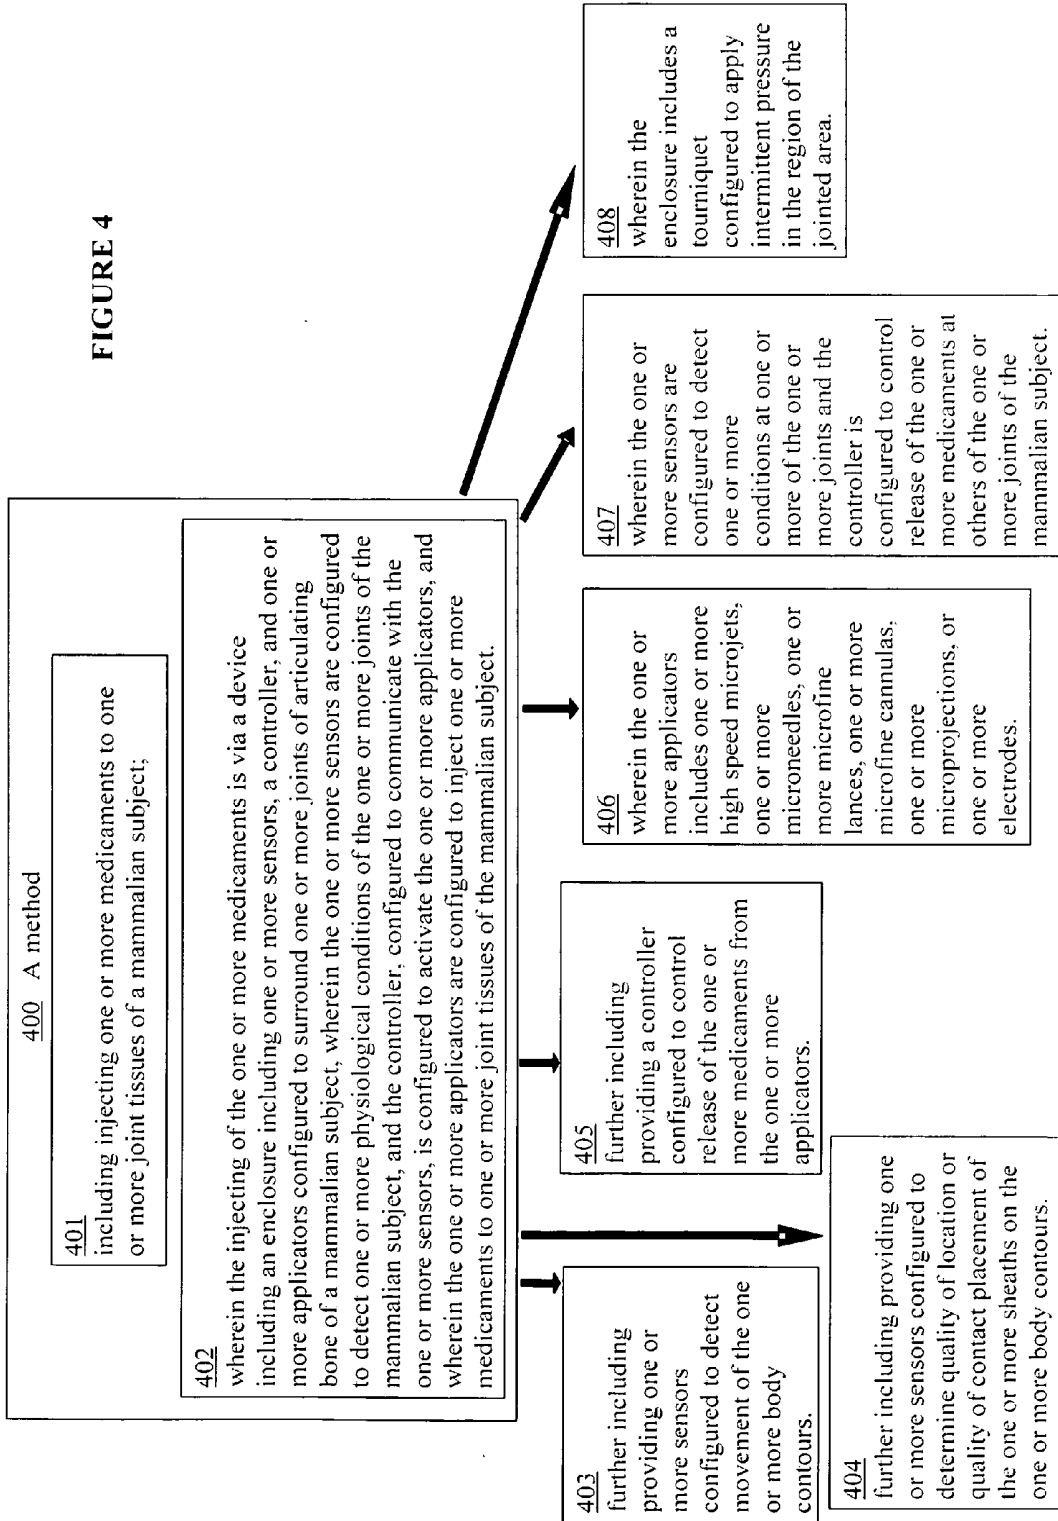 FIGURE 4
400 A method
401
including injecting one or more medicaments to one
or more joint tissues of a mammalian subject;
402
wherein the injecting of the one or more medicaments is via a device
including an enclosure including one or more sensors, a controller, and one or
more applicators configured to surround one or more joints of articulating
bone of a mammalian subject, wherein the one or more sensors are configured
to detect one or more physiological conditions of the one or more joints of the
mammalian subject, and the controller, configured to communicate with the
one or more sensors, is configured to activate the one or more applicators, and
wherein the one or more applicators are configured to inject one or more
medicaments to one or more joint tissues of the mammalian subject.
403
further including
providing one or
more sensors
configured to detect
movement of the one
or more body
contours.
404
further including providing one
or more sensors configured to
determine quality of location or
quality of contact placement of
the one or more sheaths on the
one or more body contours.
405
further including
providing a controller
configured to control
release of the one or
more medicaments from
the one or more
applicators.
406
wherein the one or
more applicators
includes one or more
high speed microjets,
one or more
microneedles, one or
more microfine
lances, one or more
microfine cannulas,
one or more
microprojections, or
one or more
electrodes.
407
wherein the one or
more sensors are
configured to detect
one or more
conditions at one or
more of the one or
more joints and the
controller is
configured to control
release of the one or
more medicaments at
others of the one or
more joints of the
mammalian subject.
408
wherein the
enclosure includes a
tourniquet
configured to apply
intermittent pressure
in the region of the
jointed area.